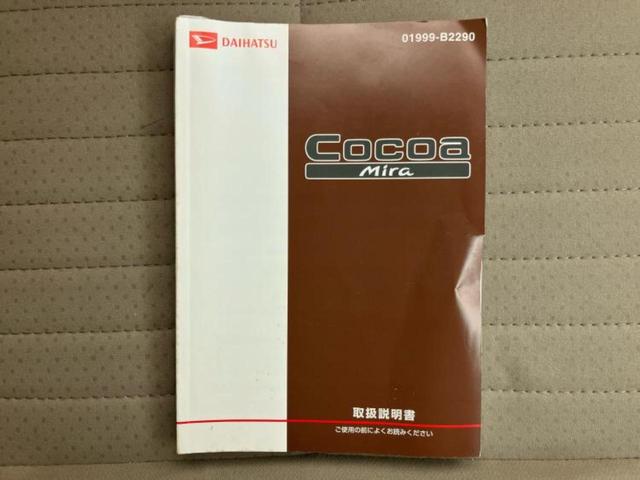 DAIHATSU
01999-B2290
Cocoa
Mira
取扱説明書
ご使用の前によくお読みください